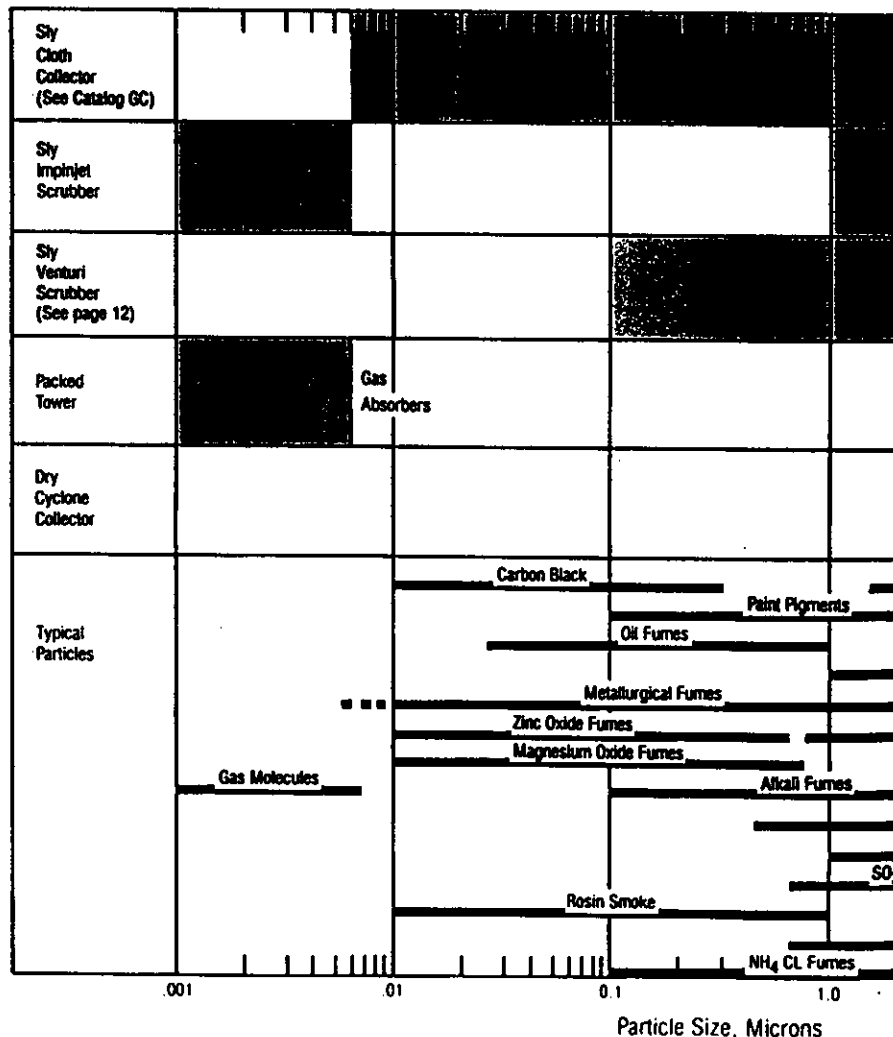 Sly
Cloth
Collector
(See Catalog GC)
Sly
Impinjet
Scrubber
Sly
Venturi
Scrubber
(See page 12)
Packed
Tower
Gas
Absorbers
Dry
Cyclone
Collector
Typical
Particles
Carbon Black
Paint Pigments
Oil Fumes
Metallurgical Fumes
Zinc Oxide Fumes
Magnesium Oxide Fumes
Gas Molecules
Alkali Fumes
SO
Rosin Smoke
NH₄ CL Fumes
.001
.01
0.1
1.0
Particle Size, Microns